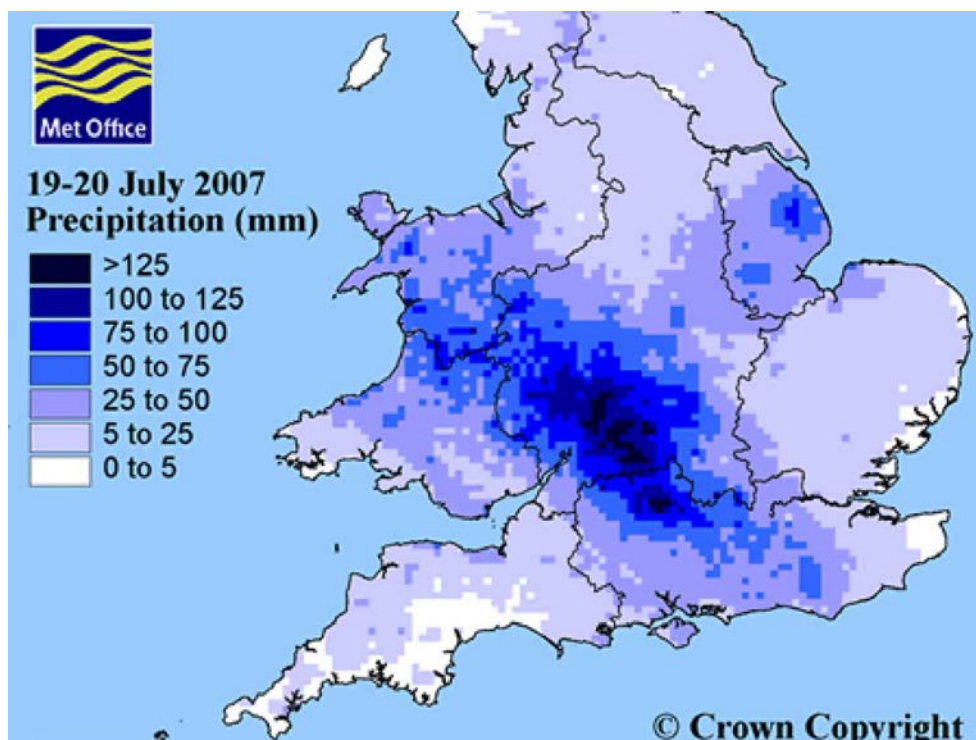 Met Office
19-20 July 2007
Precipitation (mm)
>125
100 to 125
75 to 100
50 to 75
25 to 50
5 to 25
0 to 5
© Crown Copyright